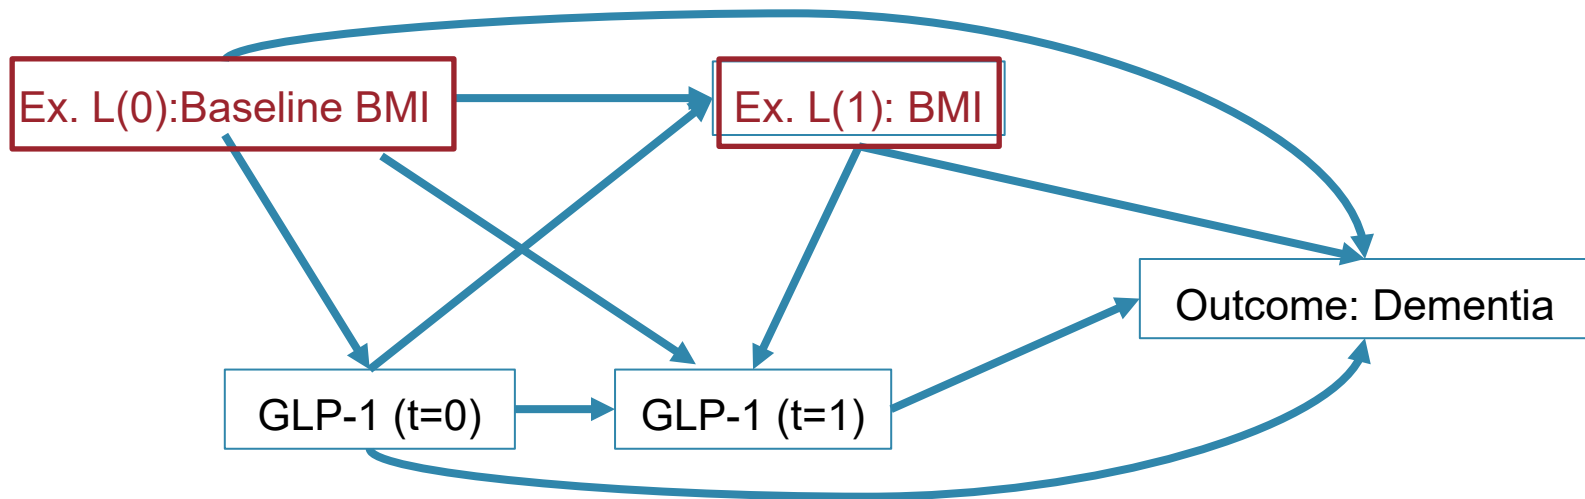 Ex. L(0):Baseline BMI
Ex. L(1): BMI
Outcome: Dementia
GLP-1 (t=0)
GLP-1 (t=1)